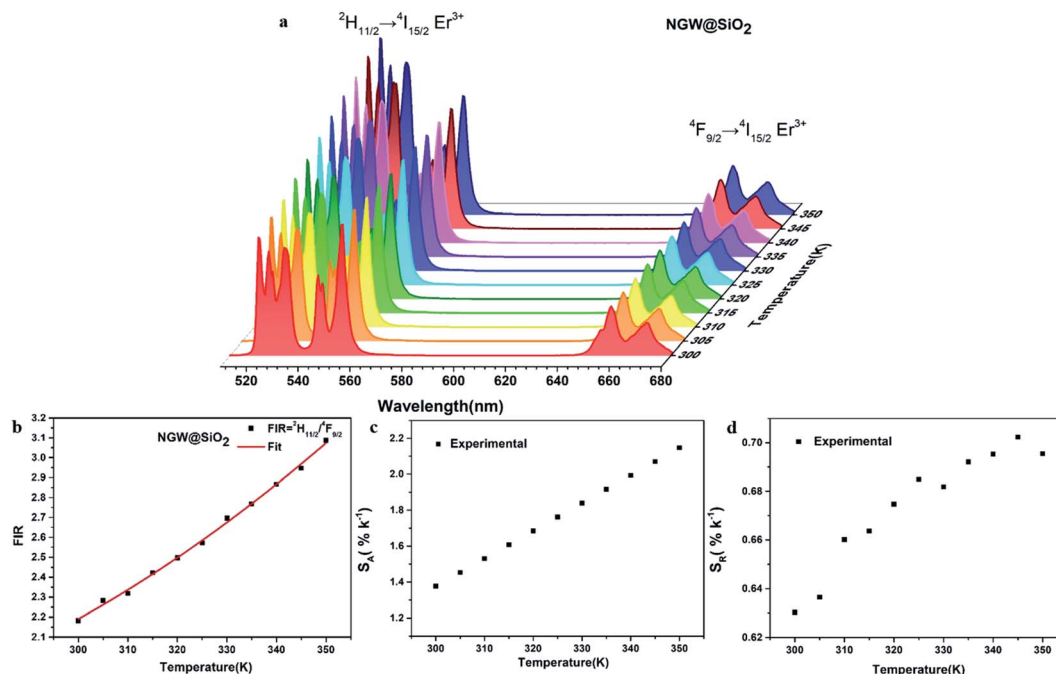 a
²H₁₁/₂→⁴I₁₅/₂ Er³⁺
NGW@SiO₂
⁴F₉/₂→⁴I₁₅/₂ Er³⁺
350
345
340
335
330
325
320
315
310
305
300
Temperature(K)
520 540 560 580 600 620 640 660 680
Wavelength(nm)
b
NGW@SiO₂
FIR=²H₁₁/₂/⁴F₉/₂
Fit
3.2
3.1
3.0
2.9
2.8
2.7
2.6
2.5
2.4
2.3
2.2
2.1
FIR
300 310 320 330 340 350
Temperature(K)
c
Experimental
2.2
2.0
1.8
1.6
1.4
1.2
S_A( % k⁻¹)
300 310 320 330 340 350
Temperature(K)
d
Experimental
0.70
0.68
0.66
0.64
0.62
S_R( % k⁻¹)
300 310 320 330 340 350
Temperature(K)